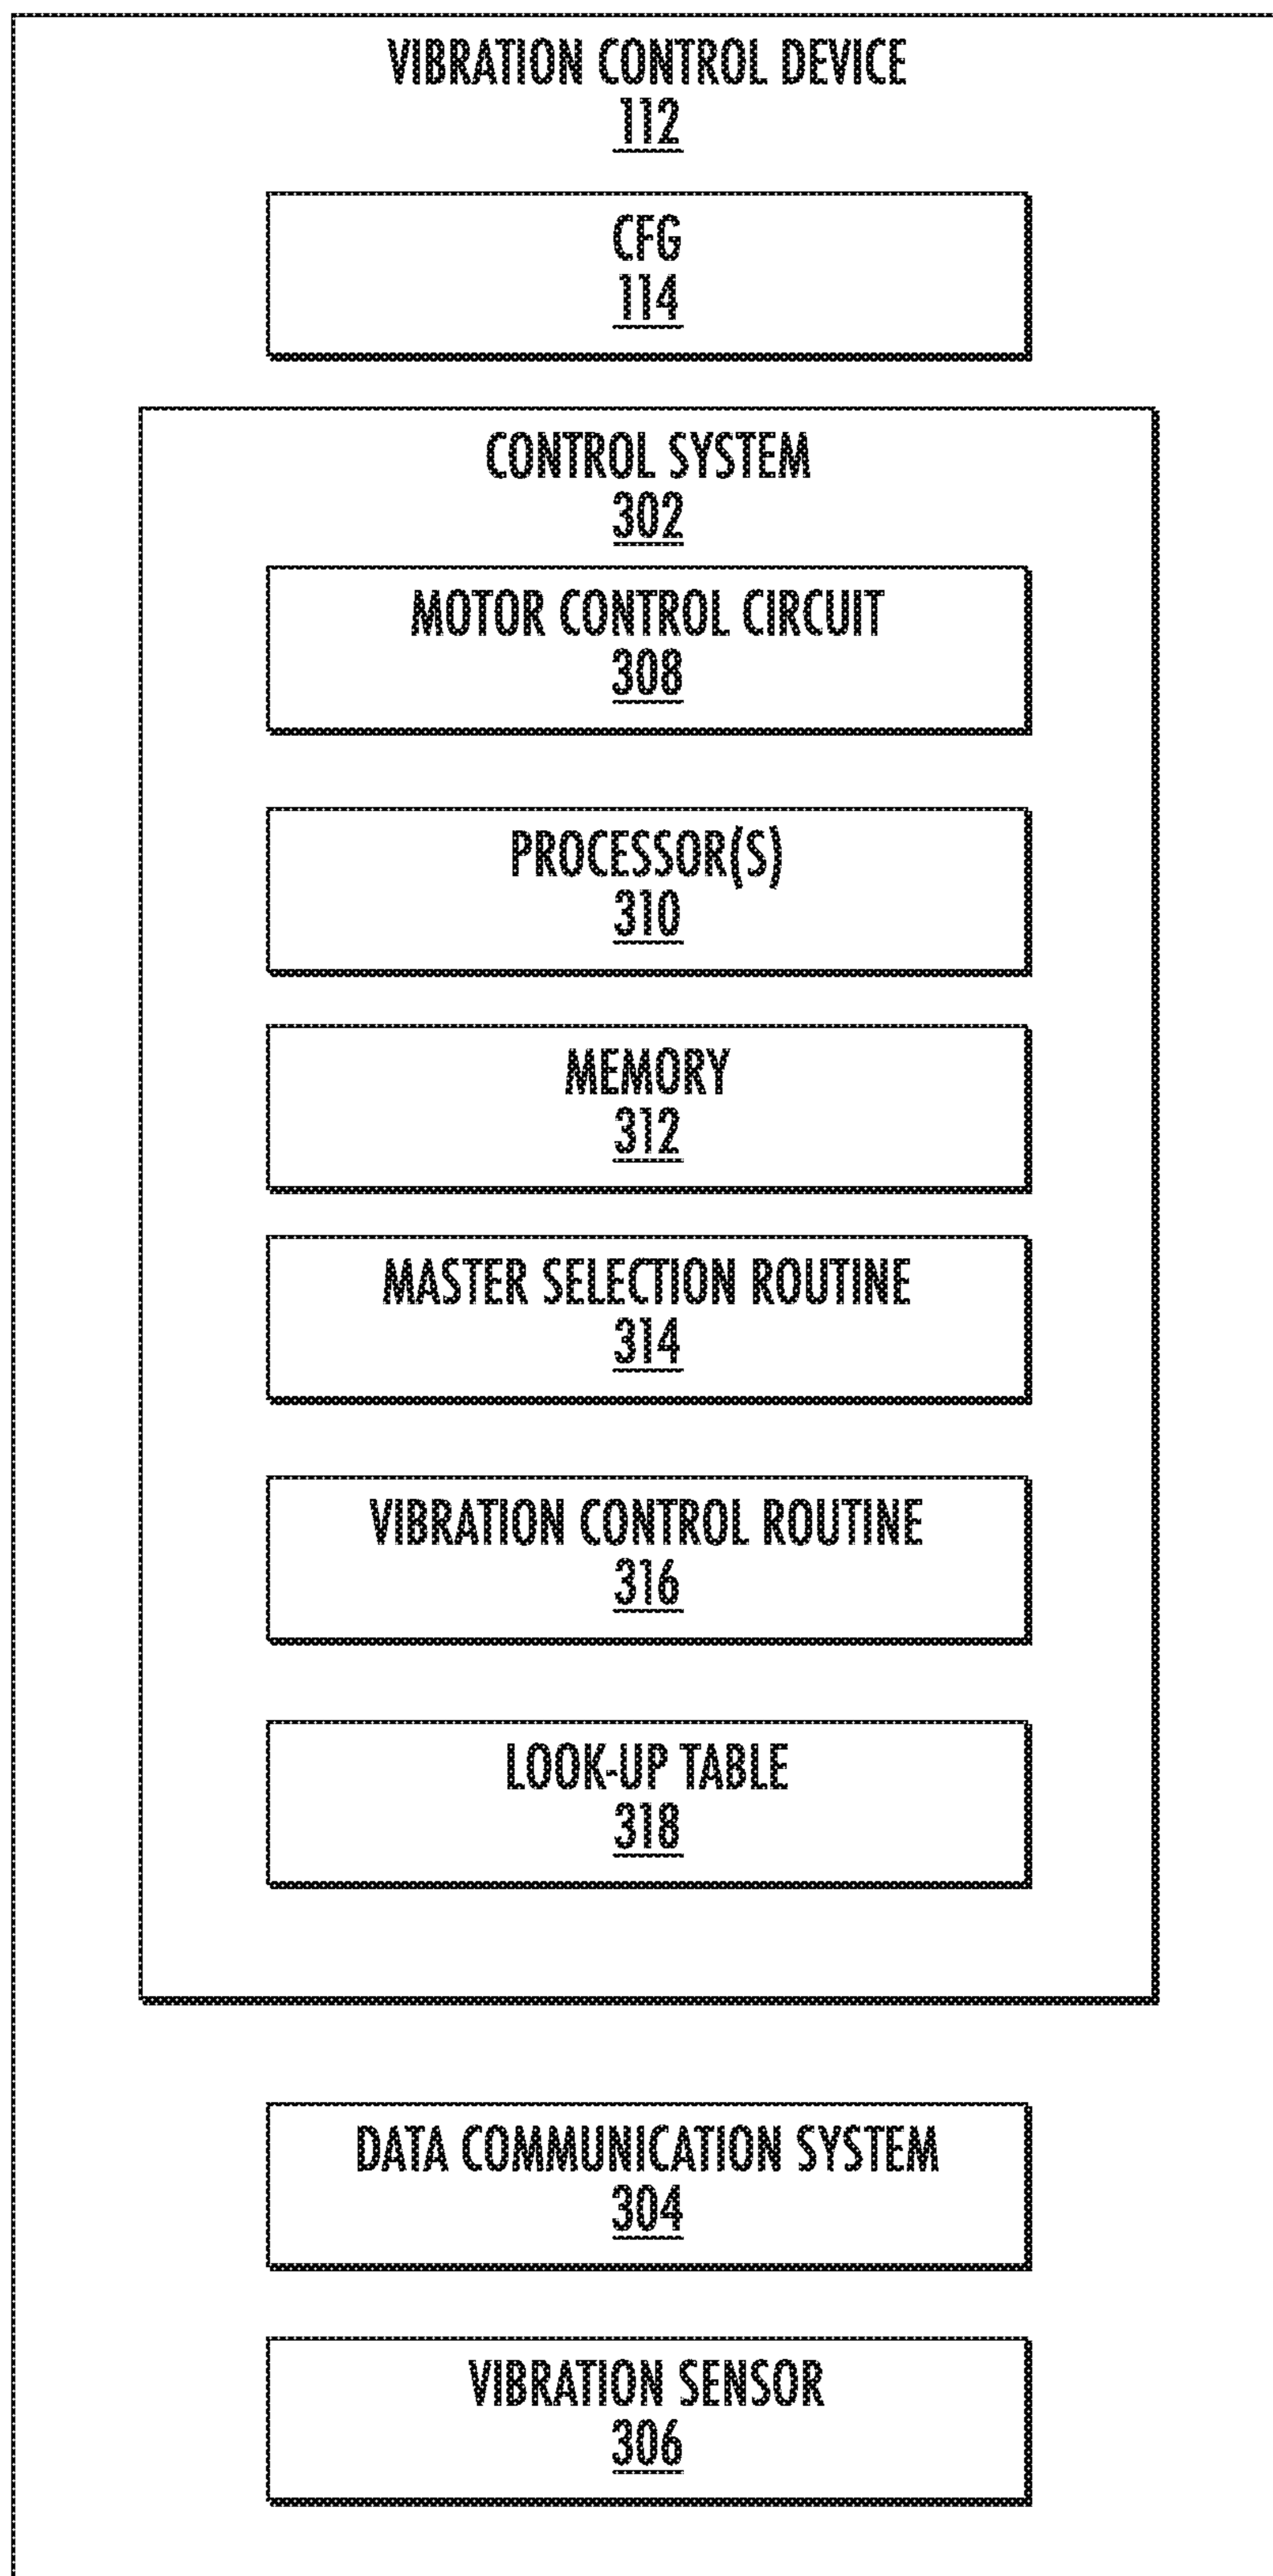 VIBRATION CONTROL DEVICE
112
CFG
114
CONTROL SYSTEM
302
MOTOR CONTROL CIRCUIT
308
PROCESSOR(S)
310
MEMORY
312
MASTER SELECTION ROUTINE
314
VIBRATION CONTROL ROUTINE
316
LOOK-UP TABLE
318
DATA COMMUNICATION SYSTEM
304
VIBRATION SENSOR
306